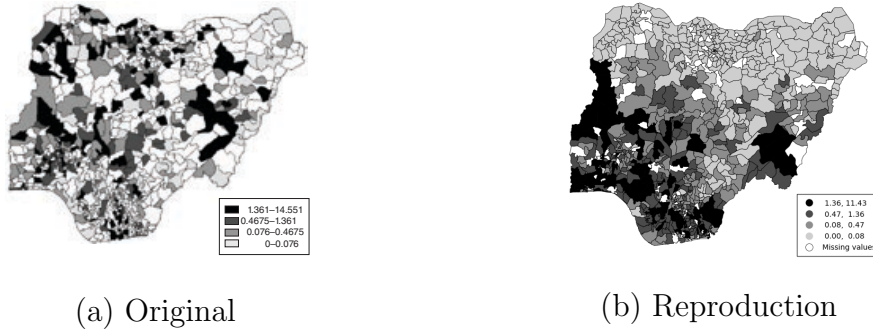 1.361–14.551
0.4675–1.361
0.076–0.4675
0–0.076
1.36, 11.43
0.47, 1.36
0.08, 0.47
0.00, 0.08
Missing values
(a) Original
(b) Reproduction